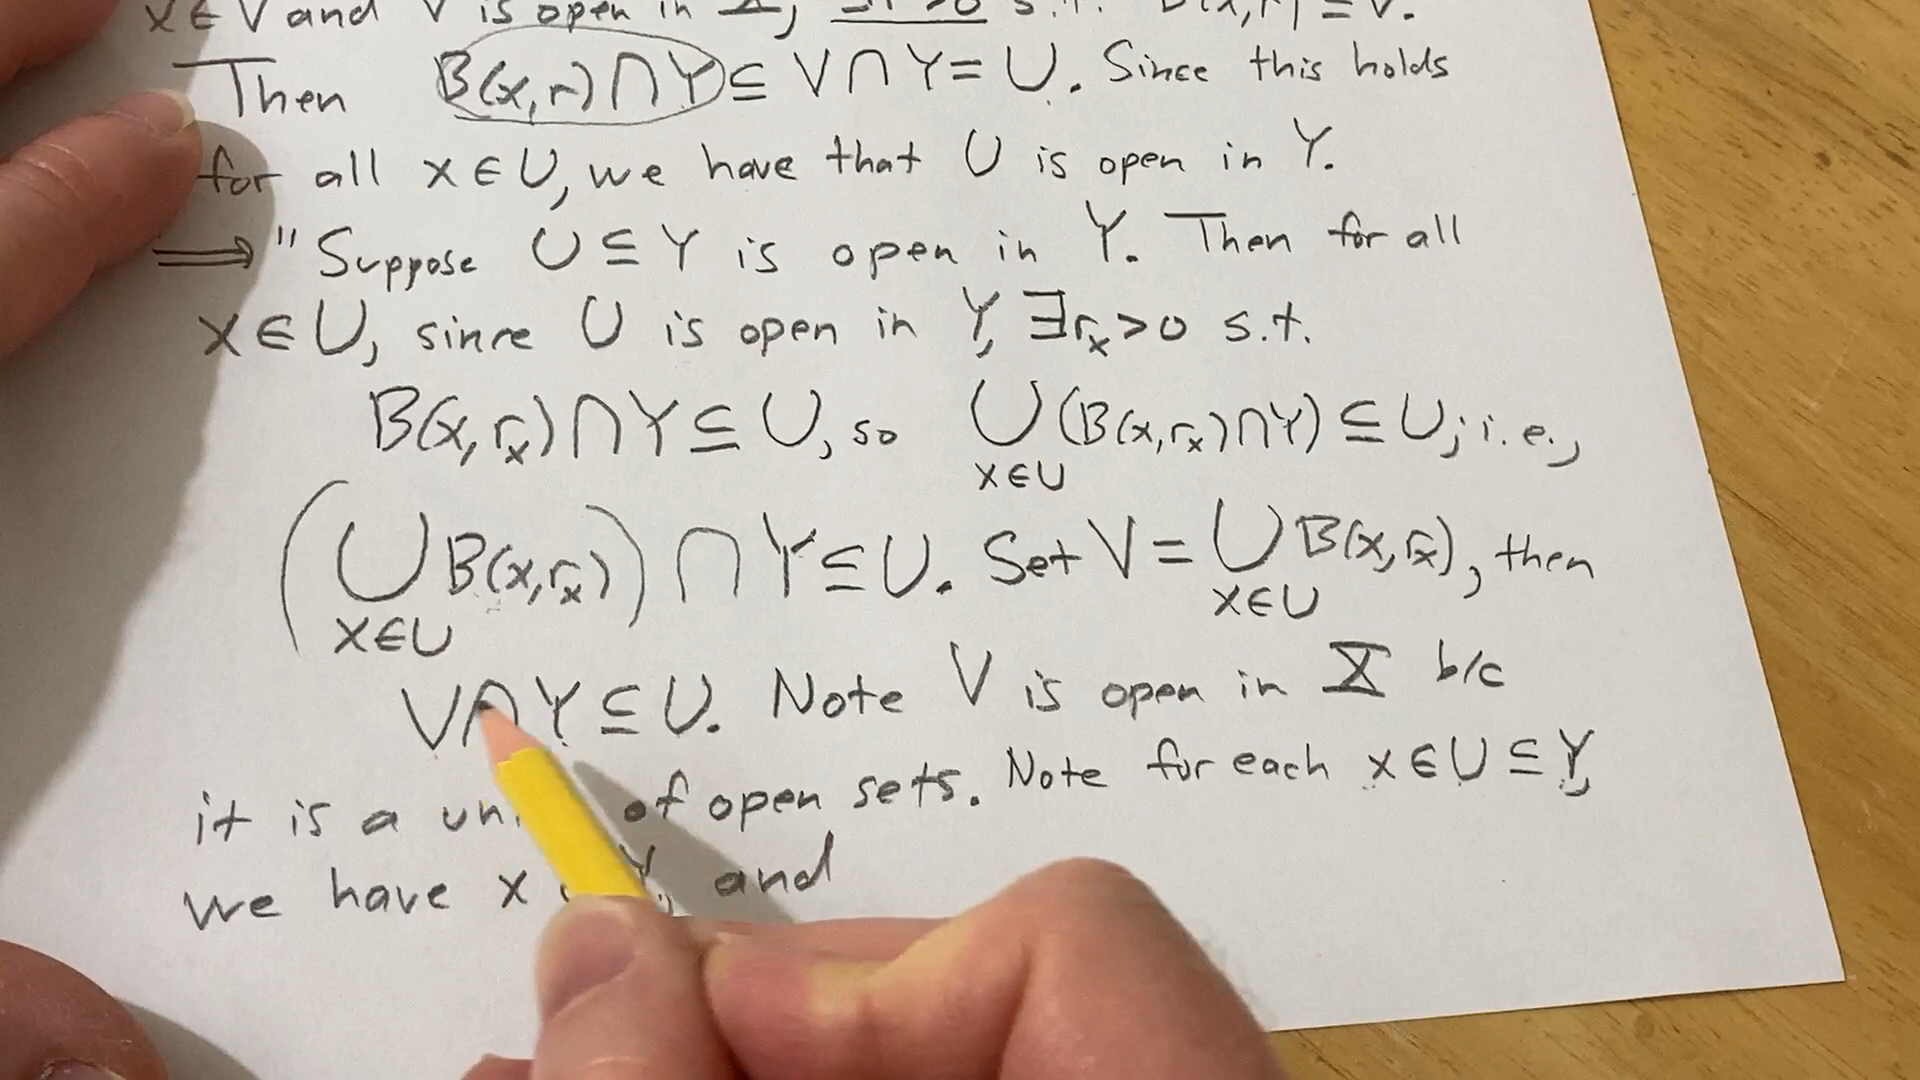 x ∈ V and V is open in X, ∃r>0 s.t. B(x,r) ⊆ V.
Then B(x,r)∩Y ⊆ V∩Y = U. Since this holds
for all x∈U, we have that U is open in Y.
⟹" Suppose U ⊆ Y is open in Y. Then for all
x∈U, since U is open in Y, ∃rₓ>0 s.t.
B(x,rₓ)∩Y ⊆ U, so ⋃(B(x,rₓ)∩Y) ⊆ U; i.e.,
x∈U
(⋃B(x,rₓ))∩Y ⊆ U. Set V = ⋃B(x,rₓ), then
x∈U x∈U
V∩Y ⊆ U. Note V is open in X b/c
it is a of open sets. Note for each x∈U⊆Y,
we have x Y, and